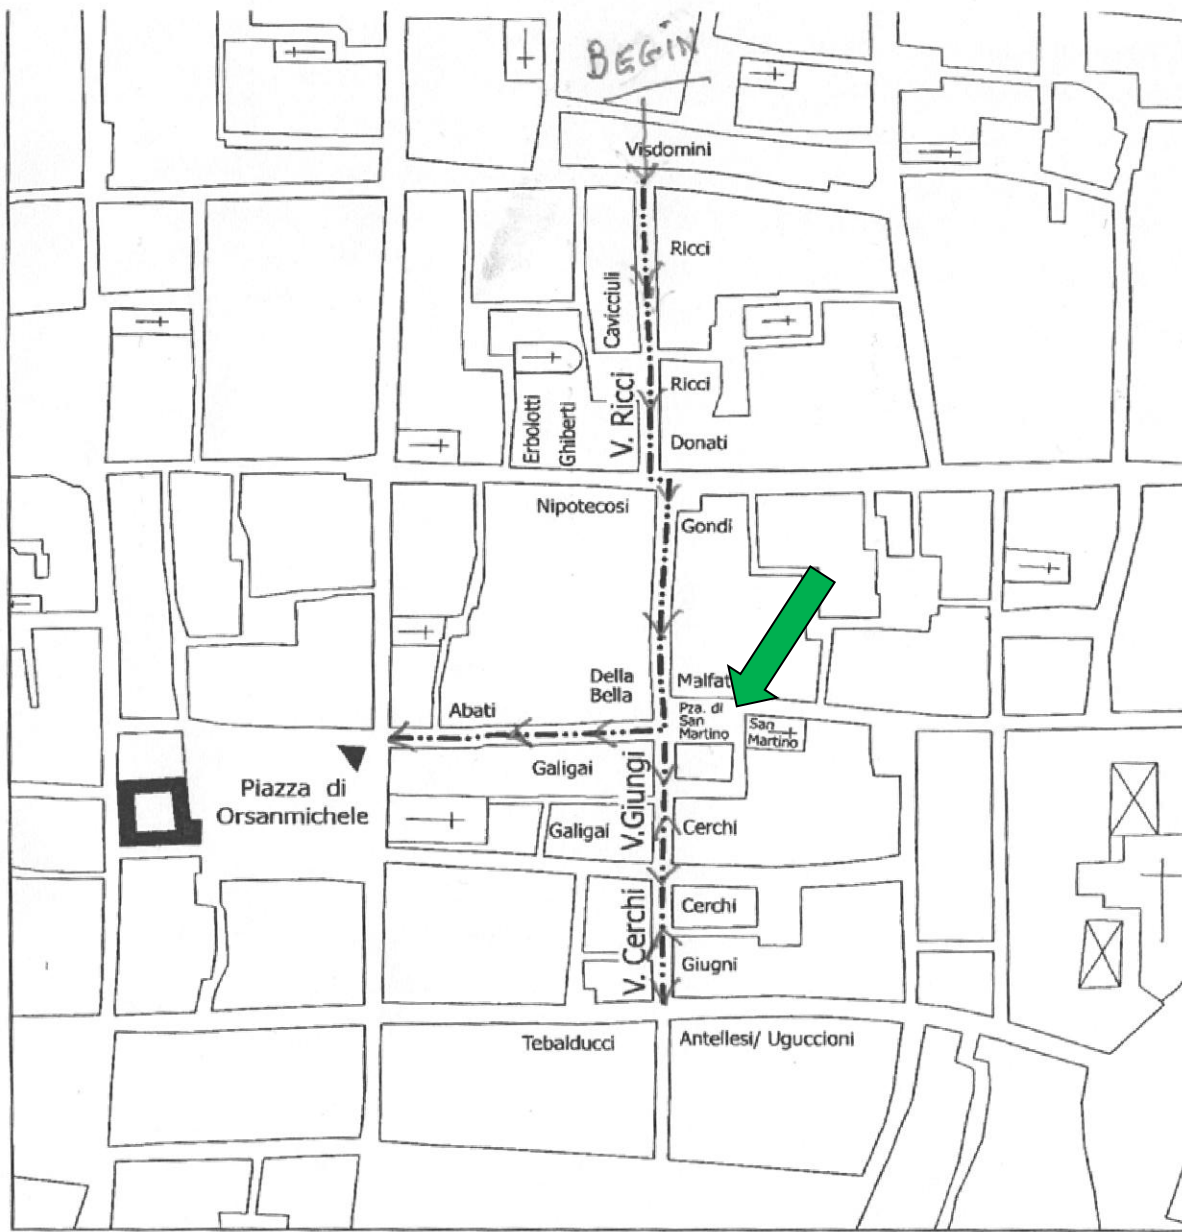 BEGIN
Visdomini
Ricci
Cavicciuli
V. Ricci
Ricci
Erbolotti
Ghiberti
Donati
Nipotecosi
Gondi
Della
Bella
Malfat
Abati
Pza. di
San
Martino
San
Martino
Galigai
V.Giungi
Piazza di
Orsanmichele
Galigai
Cerchi
V. Cerchi
Cerchi
Giugni
Tebalducci
Antellesi/ Uguccioni